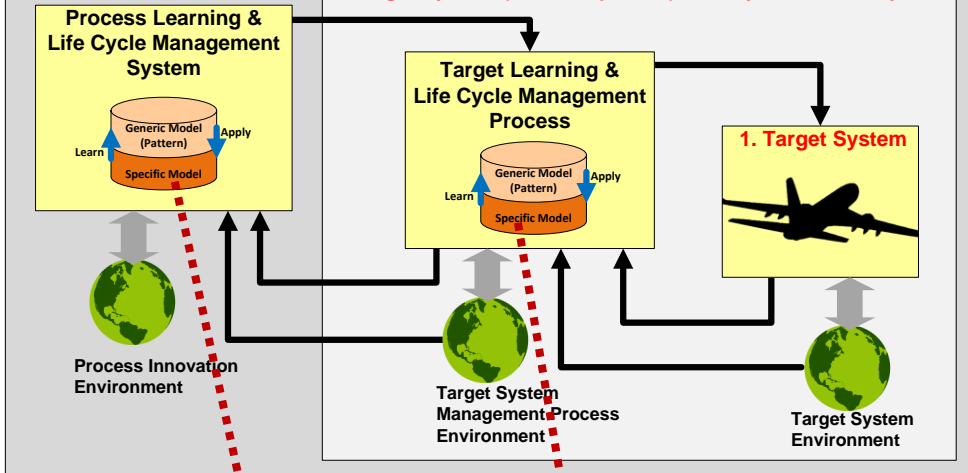 Process Learning &
Life Cycle Management
System
Generic Model
(Pattern)
Learn
Apply
Specific Model
Process Innovation
Environment
Target Learning &
Life Cycle Management
Process
Generic Model
(Pattern)
Learn
Apply
Specific Model
Target System
Management Process
Environment
1. Target System
Target System
Environment